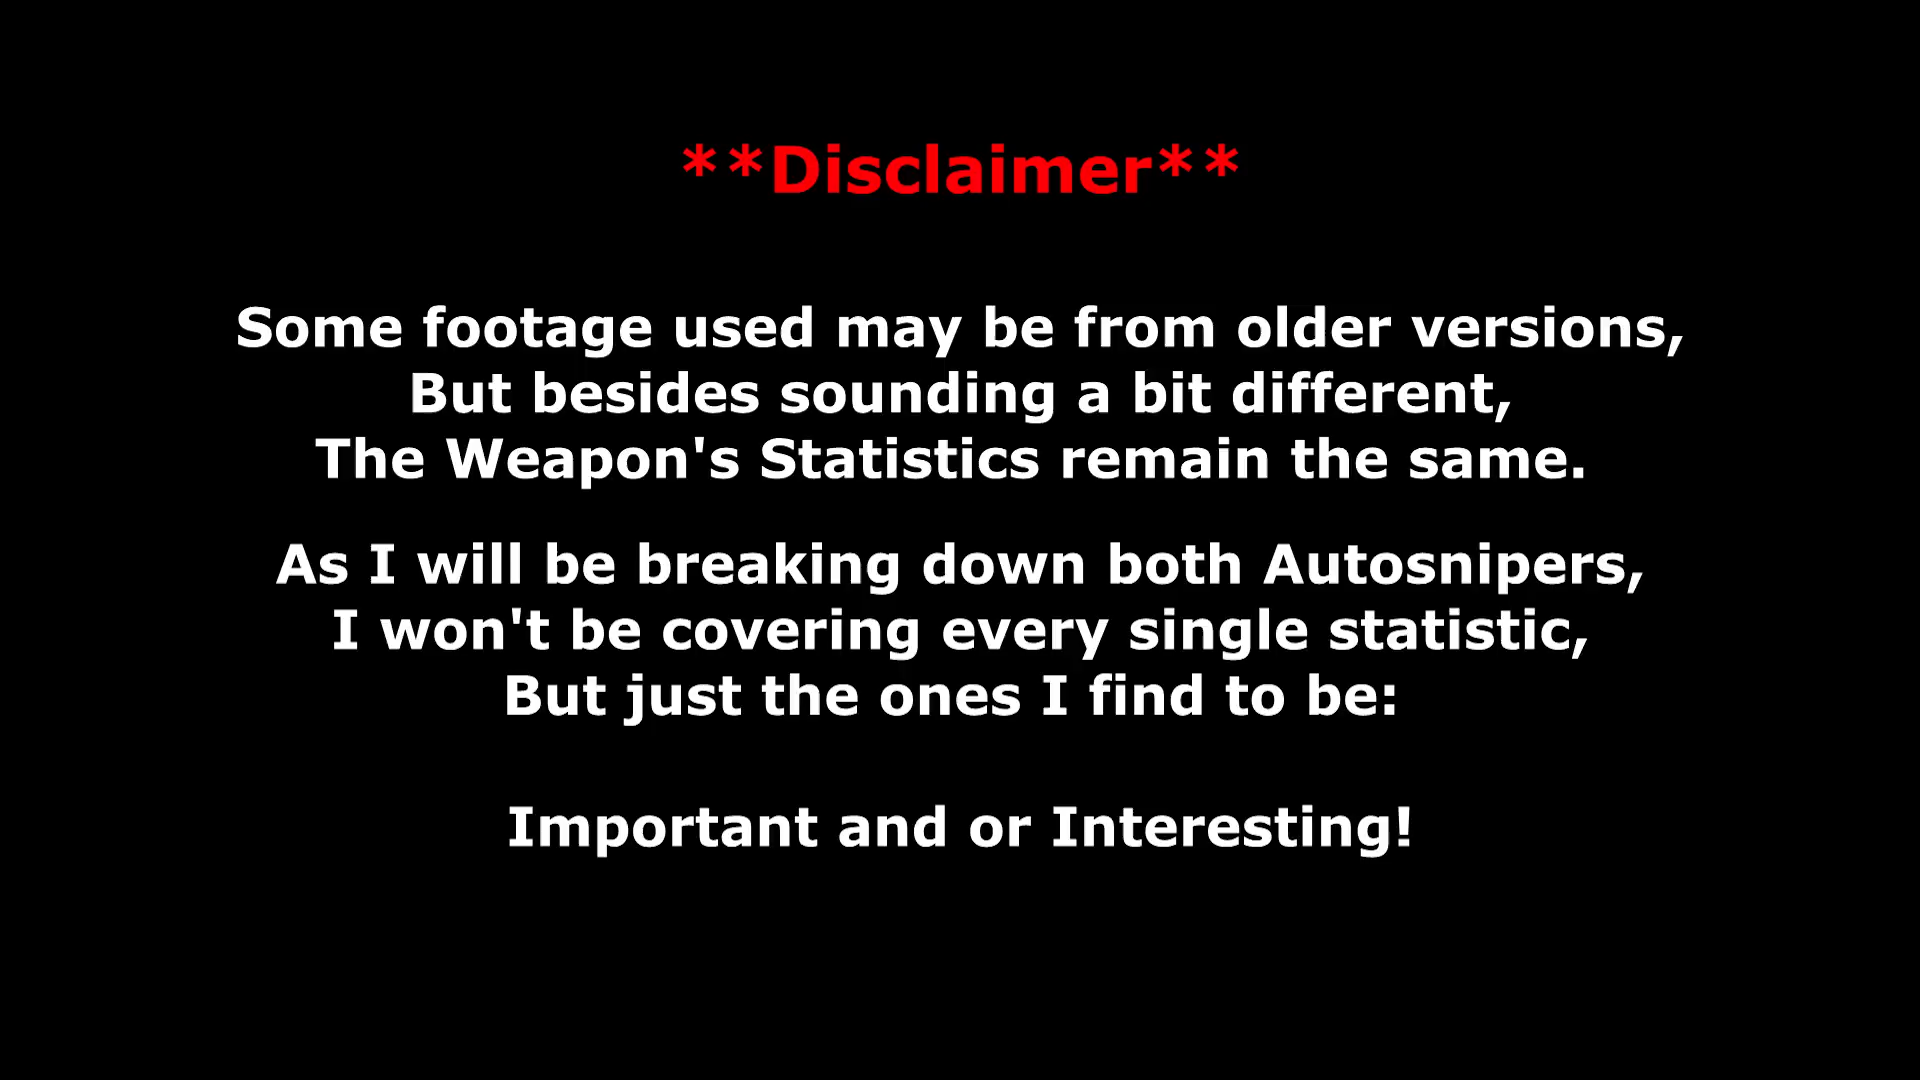 **Disclaimer**
Some footage used may be from older versions,
But besides sounding a bit different,
The Weapon's Statistics remain the same.
As I will be breaking down both Autosnipers,
I won't be covering every single statistic,
But just the ones I find to be:
Important and or Interesting!